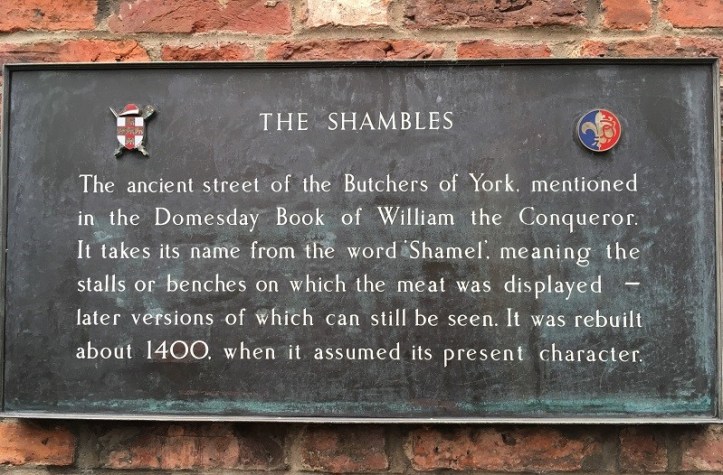 THE SHAMBLES
The ancient street of the Butchers of York, mentioned
in the Domesday Book of William the Conqueror.
It takes its name from the word 'Shamel', meaning the
stalls or benches on which the meat was displayed –
later versions of which can still be seen. It was rebuilt
about 1400, when it assumed its present character.